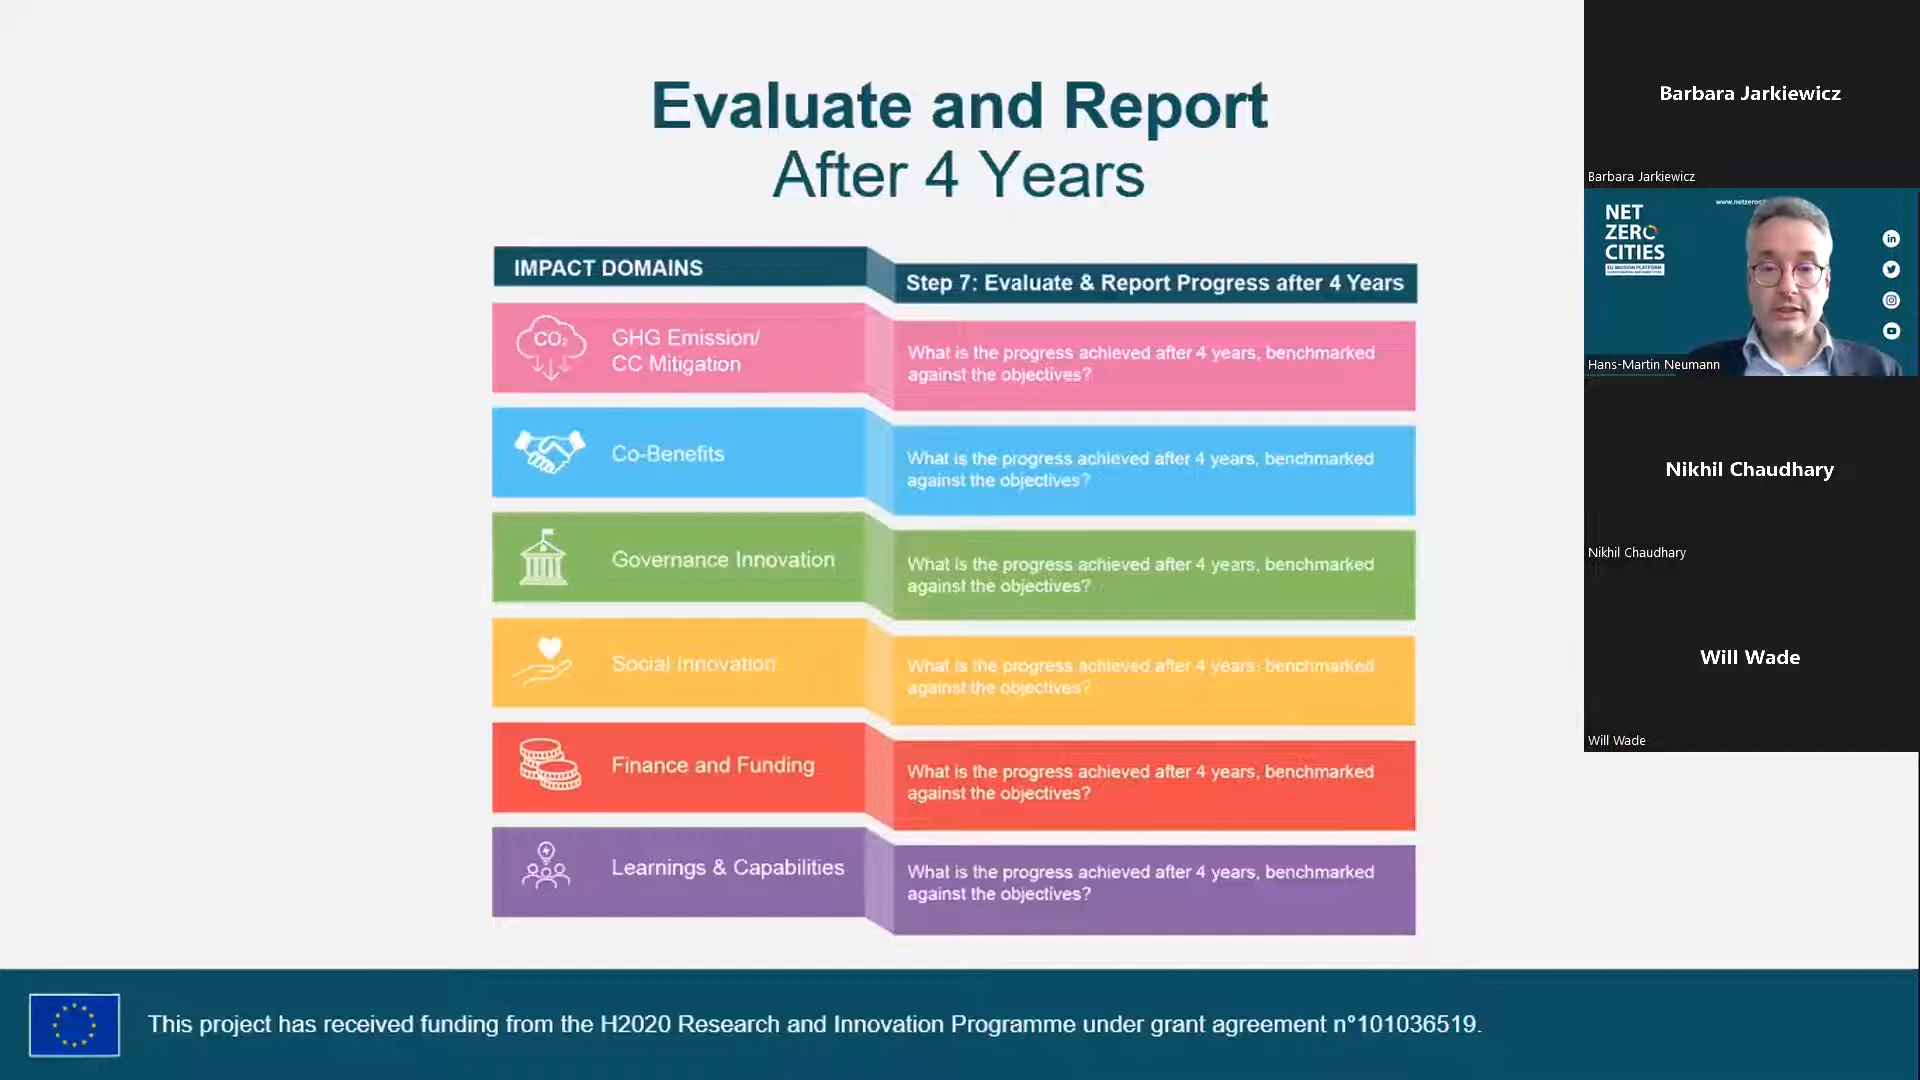 Evaluate and Report
After 4 Years
IMPACT DOMAINS
Step 7: Evaluate & Report Progress after 4 Years
CO₂
GHG Emission/
CC Mitigation
What is the progress achieved after 4 years, benchmarked
against the objectives?
Co-Benefits
What is the progress achieved after 4 years, benchmarked
against the objectives?
Governance Innovation
What is the progress achieved after 4 years, benchmarked
against the objectives?
Social Innovation
What is the progress achieved after 4 years, benchmarked
against the objectives?
Finance and Funding
What is the progress achieved after 4 years, benchmarked
against the objectives?
Learnings & Capabilities
What is the progress achieved after 4 years, benchmarked
against the objectives?
This project has received funding from the H2020 Research and Innovation Programme under grant agreement n°101036519.
Barbara Jarkiewicz
Barbara Jarkiewicz
NET
ZERO
CITIES
EU MISSION PLATFORM
in
Hans-Martin Neumann
Nikhil Chaudhary
Nikhil Chaudhary
Will Wade
Will Wade